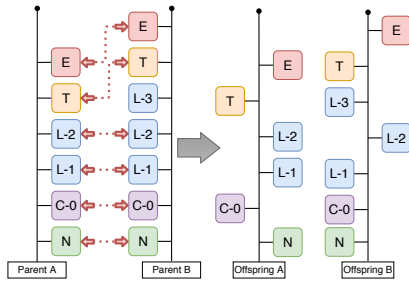 E
E
E
E
T
T
T
L-3
T
L-3
L-2
L-2
L-2
L-2
L-1
L-1
L-1
L-1
C-0
C-0
C-0
C-0
N
N
N
N
Parent A
Parent B
Offspring A
Offspring B